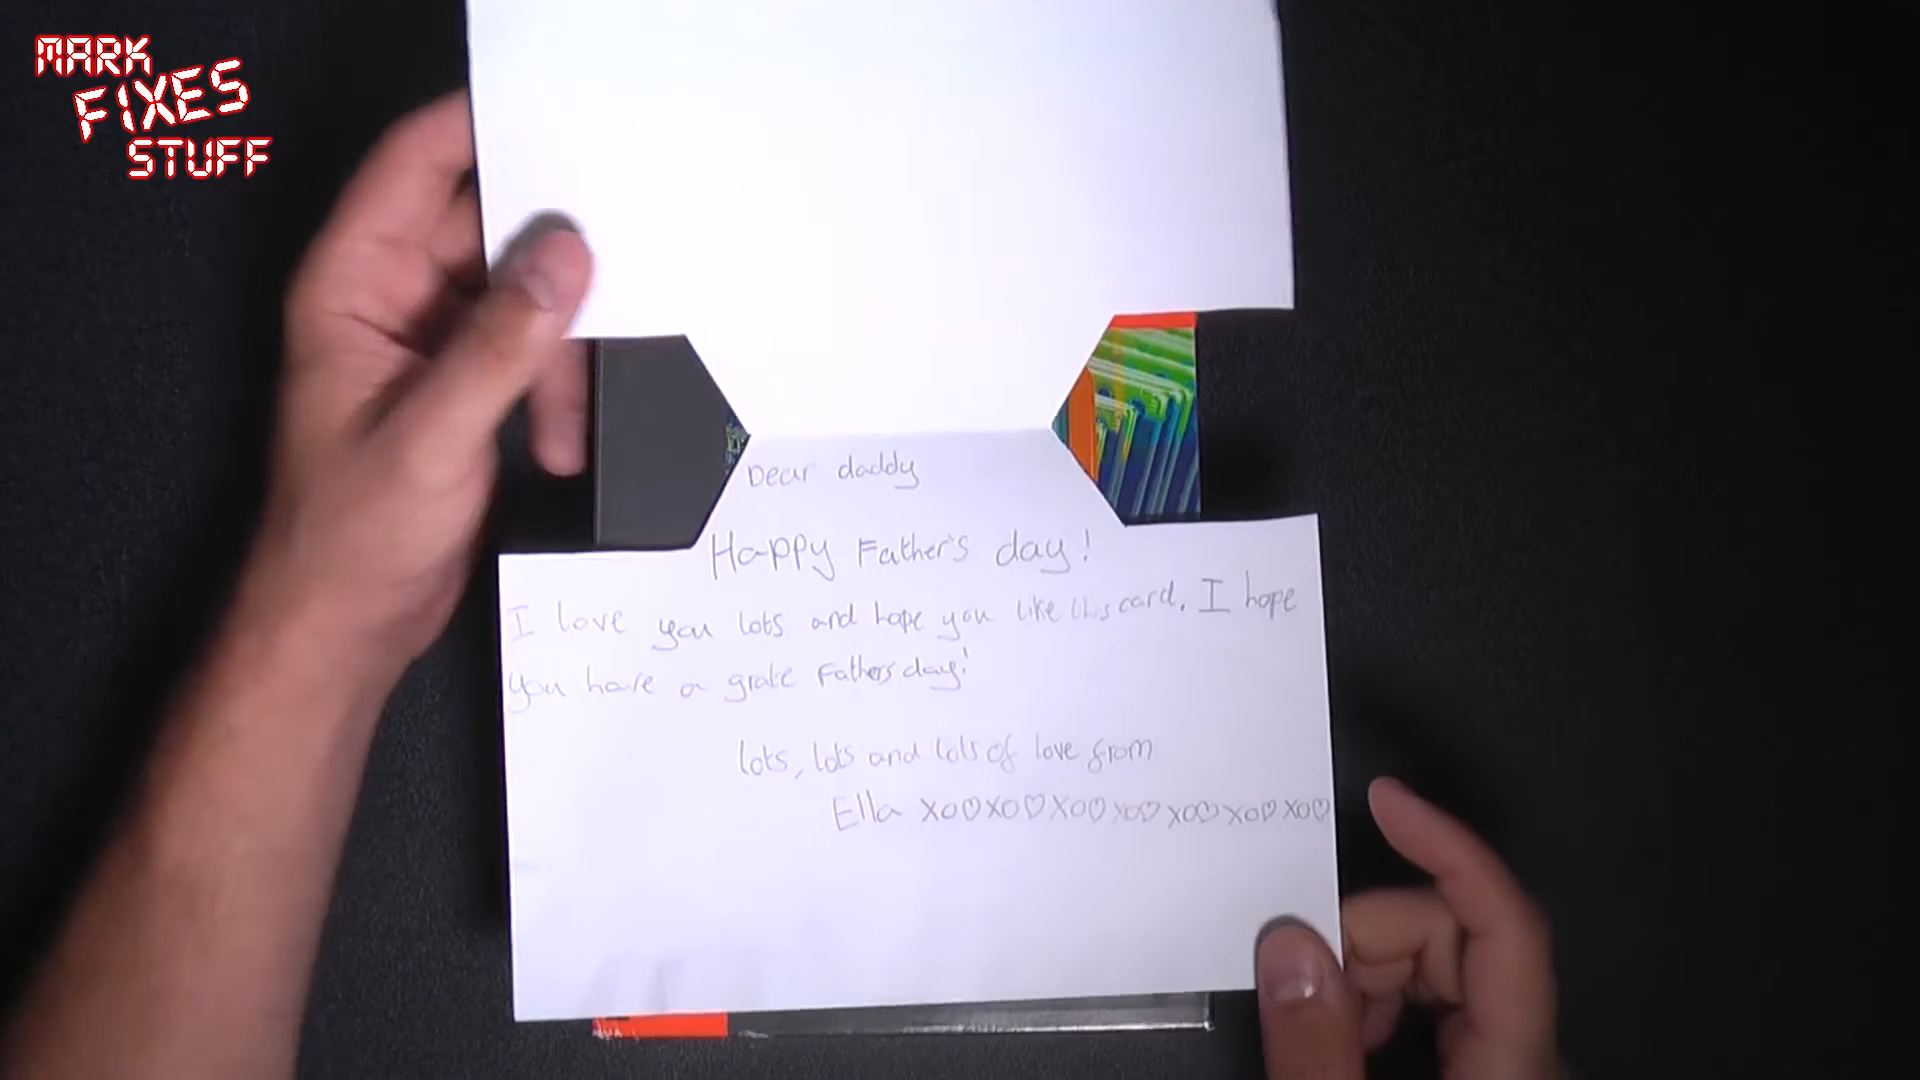 MARK
FIXES
STUFF
Dear daddy
Happy Father's day!
I love you lots and hope you like this card. I hope
you have a grate Fathers day!
lots, lots and lots of love from
Ella XO♡XO♡XO♡XO♡XO♡XO♡XO♡